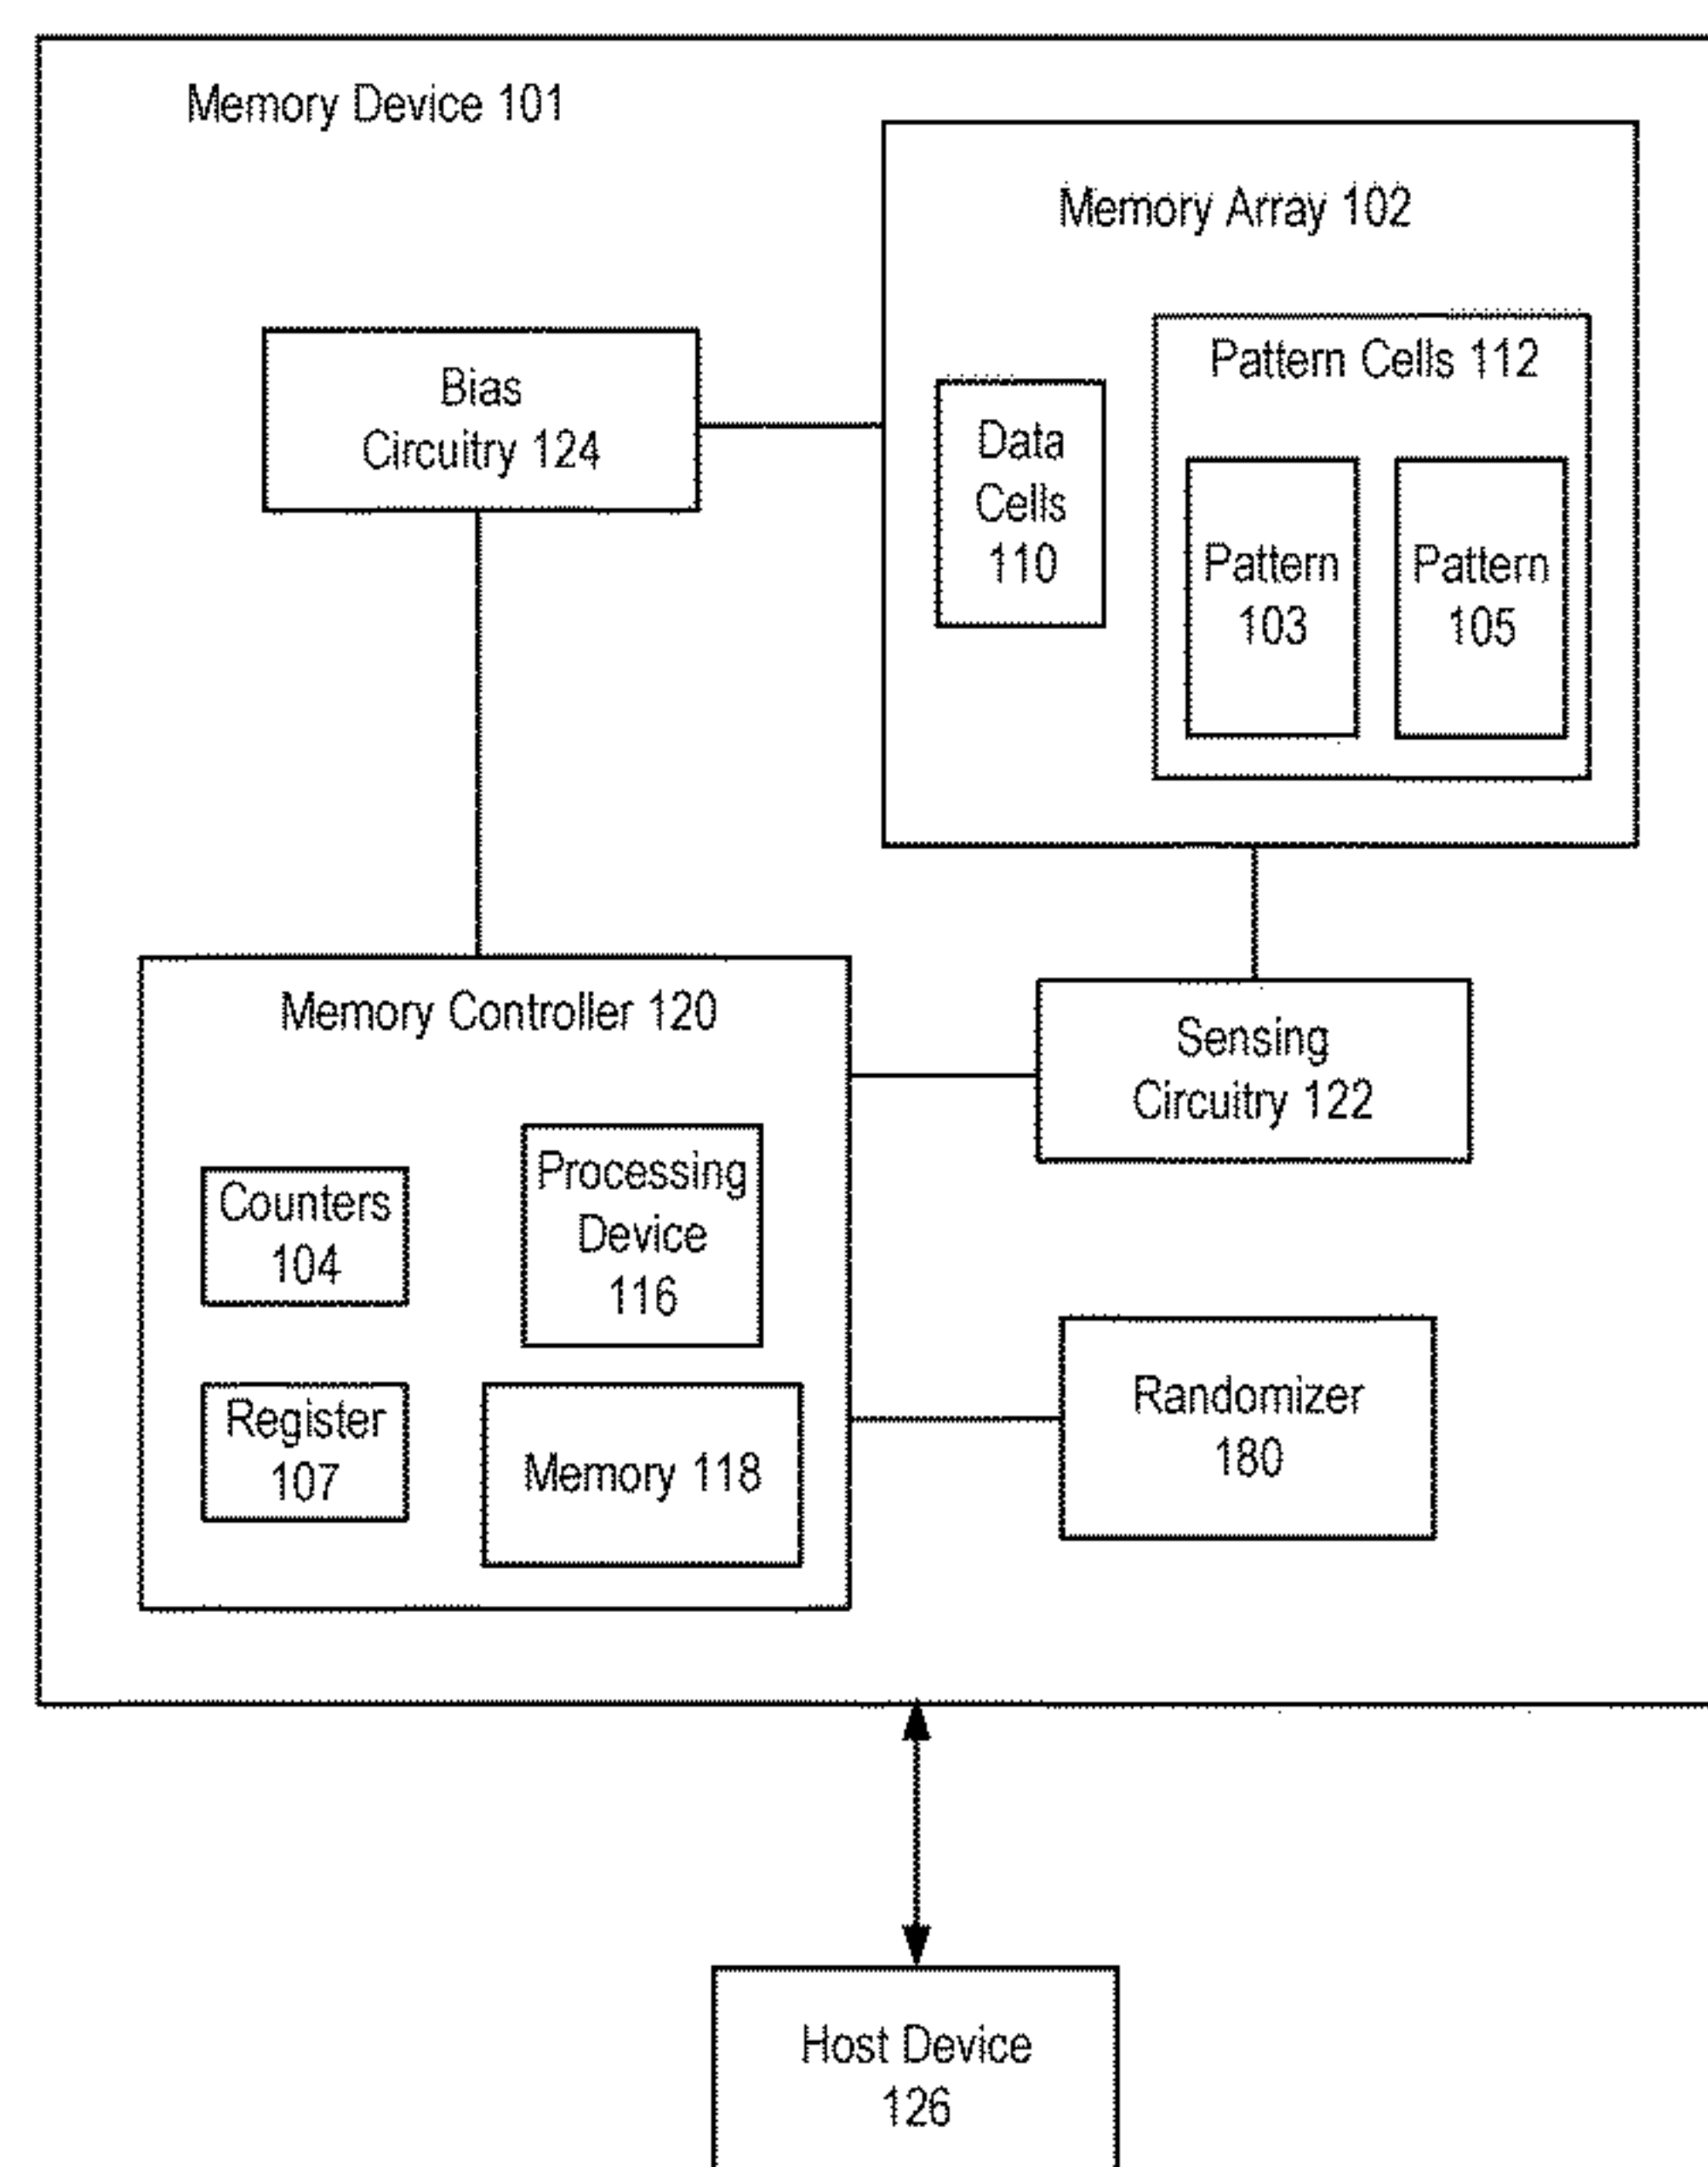 Memory Device 101
Memory Array 102
Bias
Circuitry 124
Data
Cells
110
Pattern Cells 112
Pattern
103
Pattern
105
Memory Controller 120
Counters
104
Processing
Device
116
Register
107
Memory 118
Sensing
Circuitry 122
Randomizer
180
Host Device
126